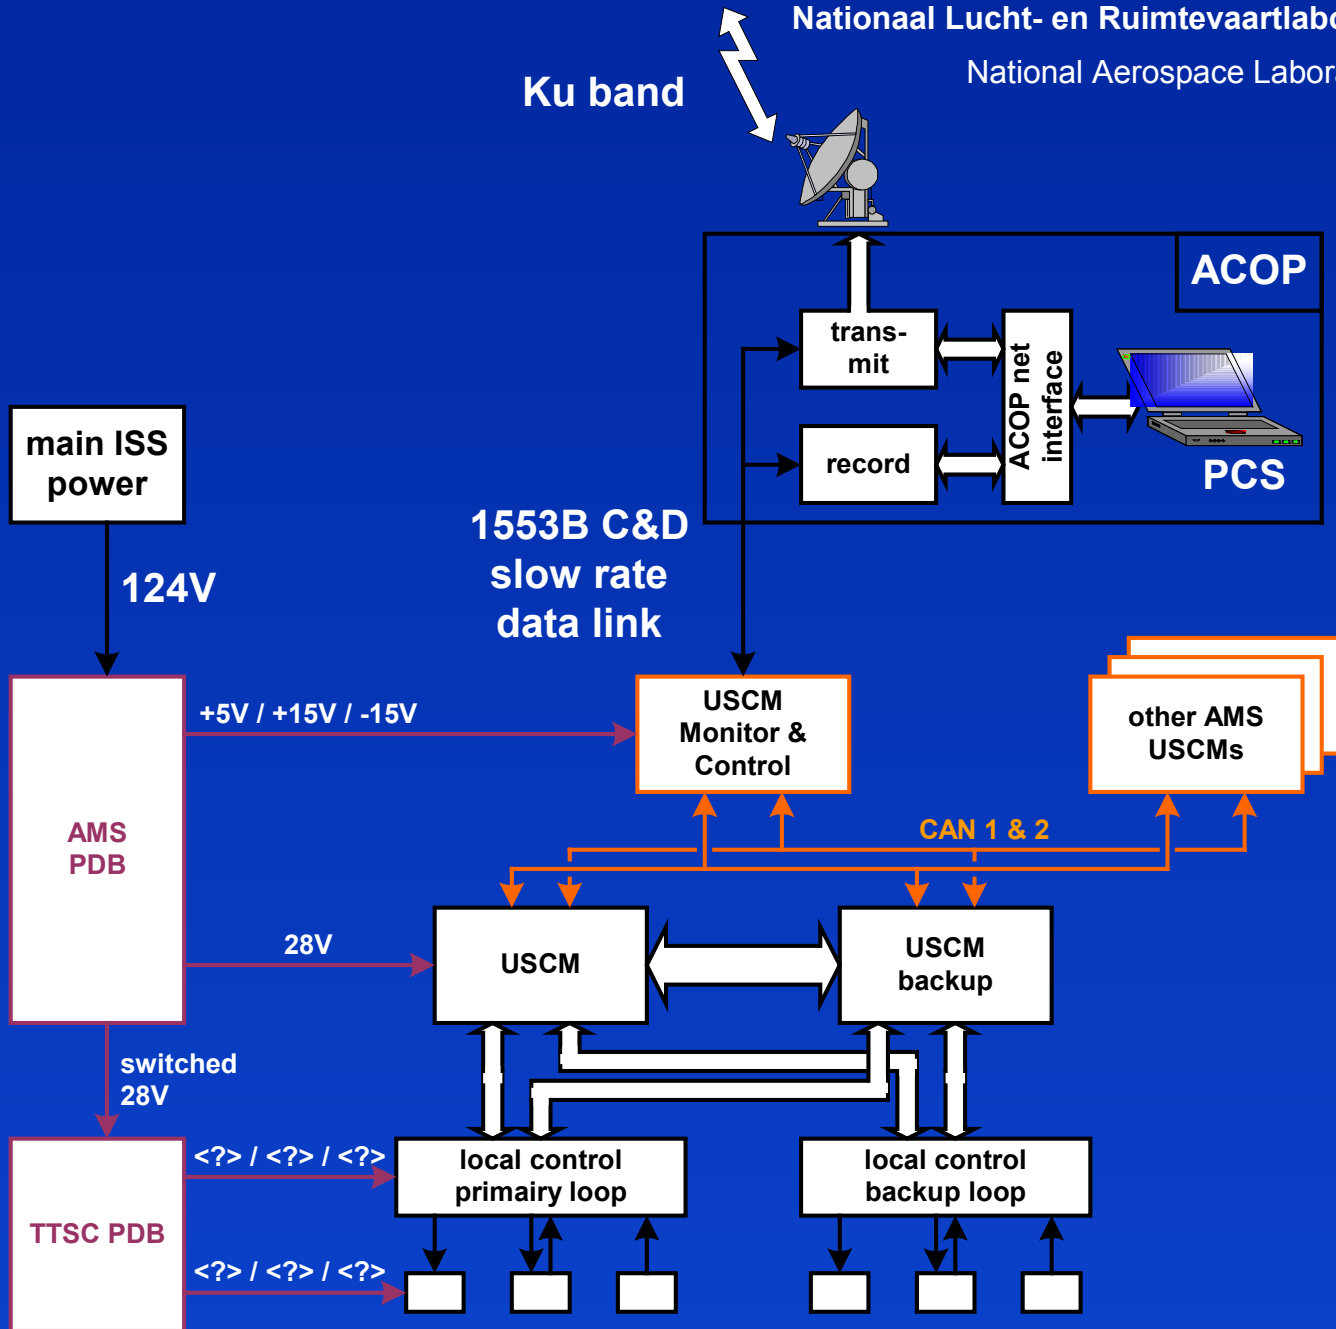 Nationaal Lucht- en Ruimtevaartlabo
National Aerospace Labora
Ku band
ACOP
trans-
mit
ACOP net
interface
record
PCS
main ISS
power
1553B C&D
slow rate
data link
124V
+5V / +15V / -15V
USCM
Monitor &
Control
other AMS
USCMs
AMS
PDB
CAN 1 & 2
28V
USCM
USCM
backup
switched
28V
<?> / <?> / <?>
local control
primairy loop
local control
backup loop
TTSC PDB
<?> / <?> / <?>